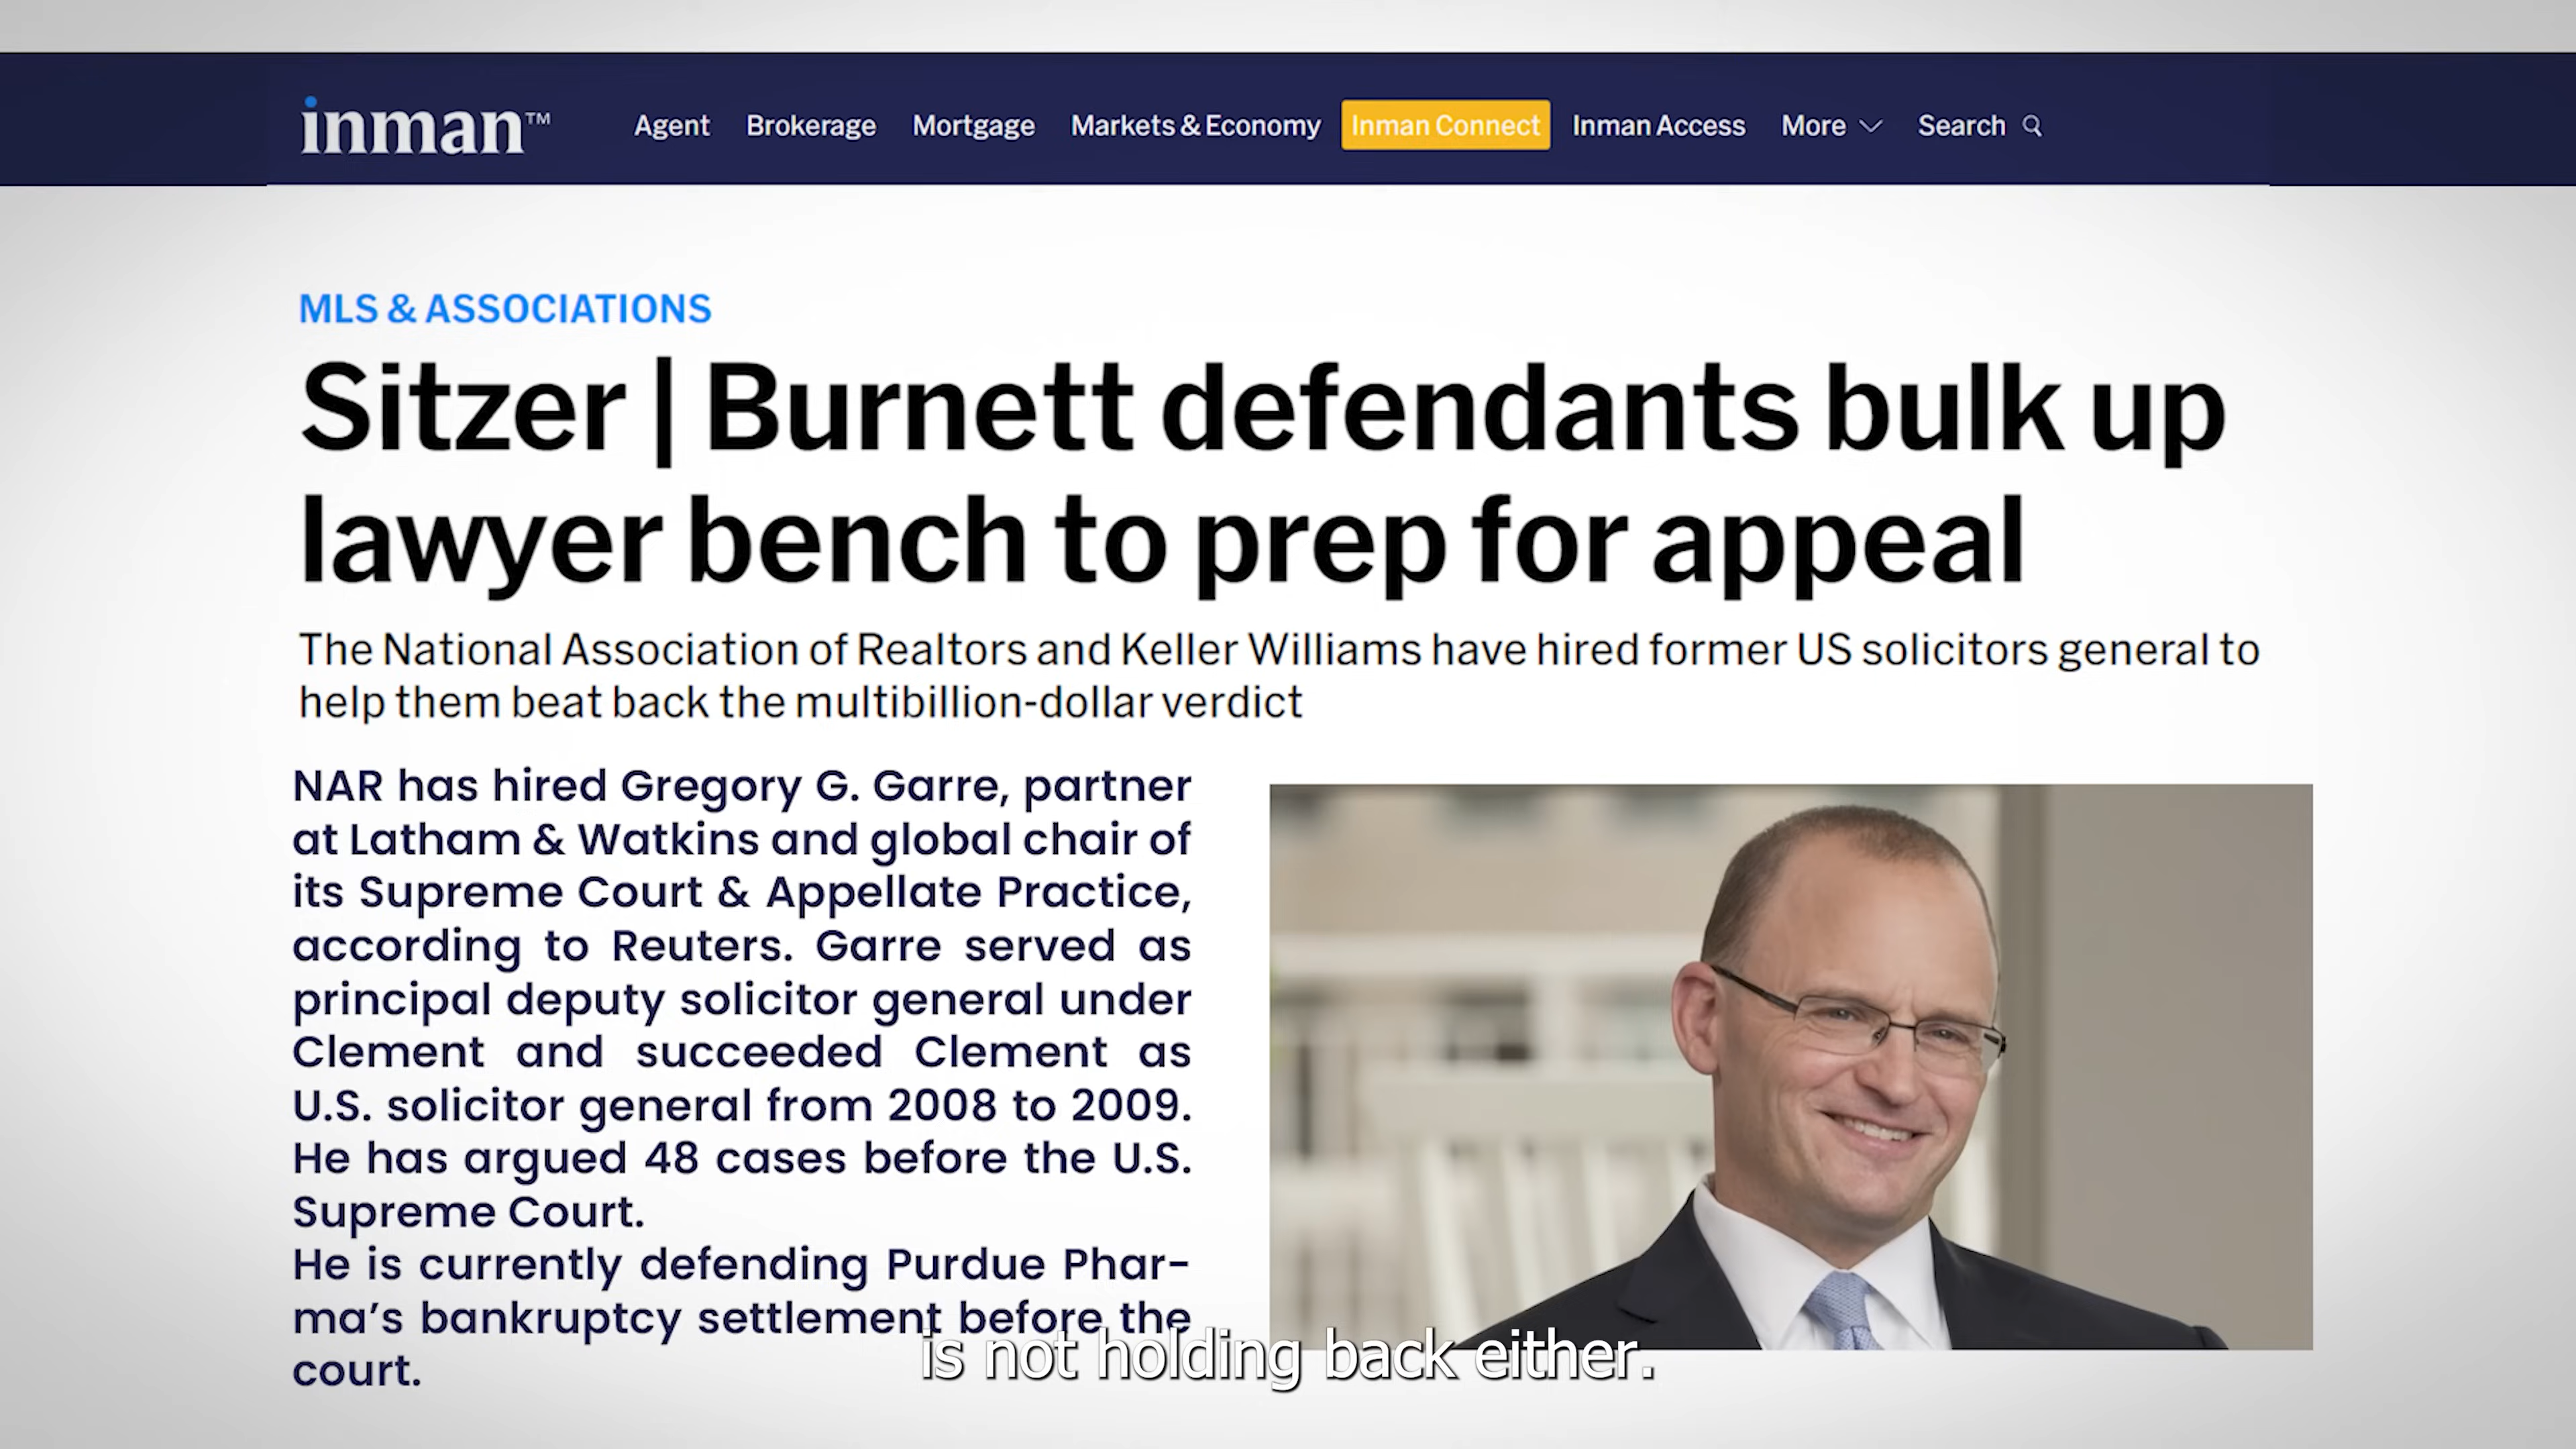 inman™
Agent Brokerage Mortgage Markets & Economy Inman Connect Inman Access More Search
MLS & ASSOCIATIONS
Sitzer | Burnett defendants bulk up
lawyer bench to prep for appeal
The National Association of Realtors and Keller Williams have hired former US solicitors general to
help them beat back the multibillion-dollar verdict
NAR has hired Gregory G. Garre, partner
at Latham & Watkins and global chair of
its Supreme Court & Appellate Practice,
according to Reuters. Garre served as
principal deputy solicitor general under
Clement and succeeded Clement as
U.S. solicitor general from 2008 to 2009.
He has argued 48 cases before the U.S.
Supreme Court.
He is currently defending Purdue Phar-
ma’s bankruptcy settlement before the
court.
is not holding back either.